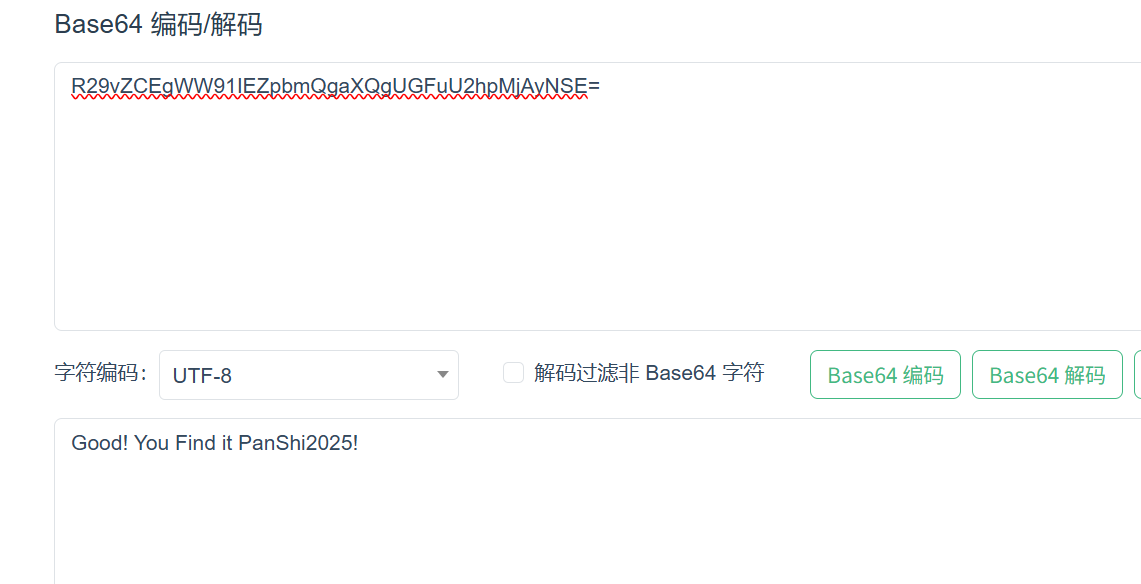 Base64 编码/解码
R29vZCEgWW91IEZpbmQgaXQgUGFuU2hpMjAyNSE=
字符编码： UTF-8 解码过滤非 Base64 字符 Base64 编码 Base64 解码
Good! You Find it PanShi2025!